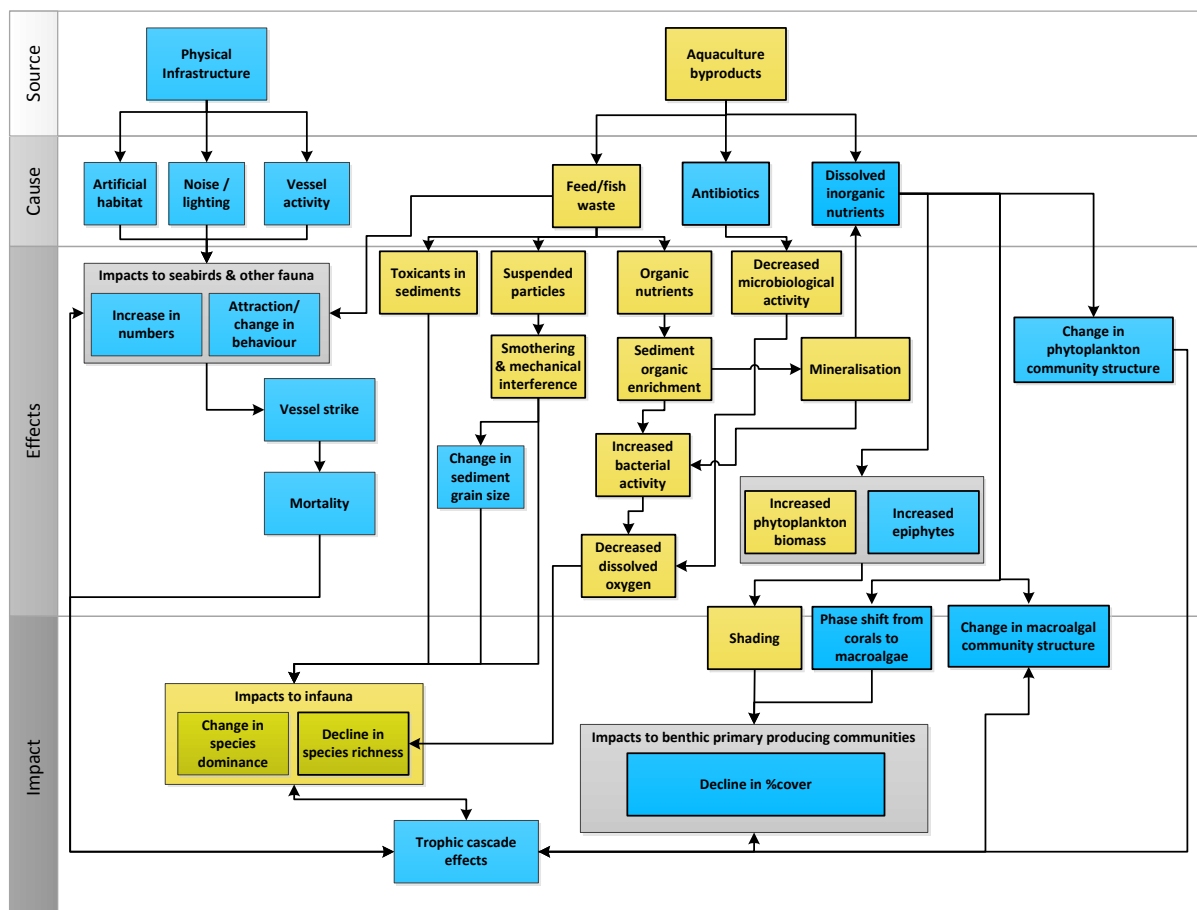 Source
Physical
Infrastructure
Aquaculture
byproducts
Cause
Artificial
habitat
Noise /
lighting
Vessel
activity
Feed/fish
waste
Antibiotics
Dissolved
inorganic
nutrients
Effects
Impacts to seabirds & other fauna
Increase in
numbers
Attraction/
change in
behaviour
Toxicants in
sediments
Suspended
particles
Organic
nutrients
Decreased
microbiological
activity
Smothering
& mechanical
interference
Sediment
organic
enrichment
Mineralisation
Change in
phytoplankton
community structure
Vessel strike
Change in
sediment
grain size
Increased
bacterial
activity
Mortality
Increased
phytoplankton
biomass
Increased
epiphytes
Decreased
dissolved
oxygen
Impact
Shading
Phase shift from
corals to
macroalgae
Change in macroalgal
community structure
Impacts to infauna
Change in
species
dominance
Decline in
species richness
Impacts to benthic primary producing communities
Decline in %cover
Trophic cascade
effects